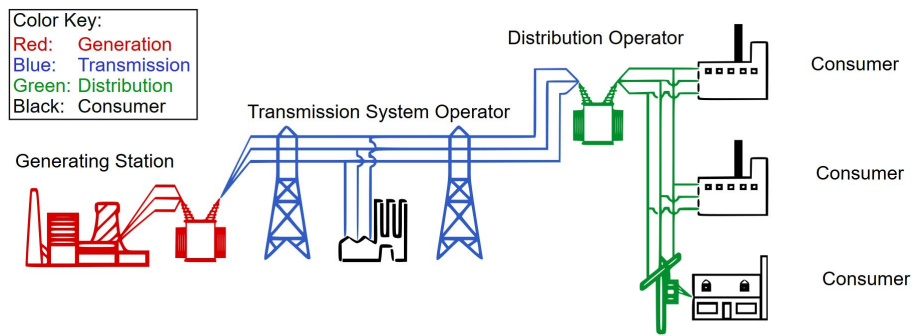 Color Key:
Red: Generation
Blue: Transmission
Green: Distribution
Black: Consumer
Distribution Operator
Consumer
Transmission System Operator
Generating Station
Consumer
Consumer